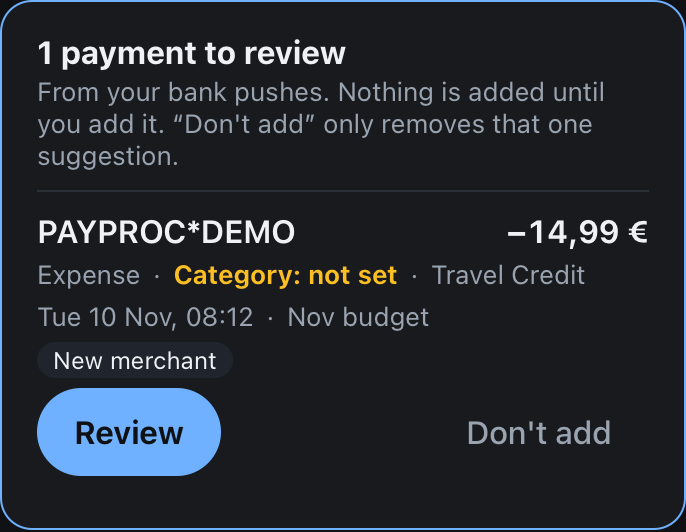 1 payment to review
From your bank pushes. Nothing is added until
you add it. “Don't add” only removes that one
suggestion.
PAYPROC*DEMO −14,99 €
Expense · Category: not set · Travel Credit
Tue 10 Nov, 08:12 · Nov budget
New merchant
Review Don't add